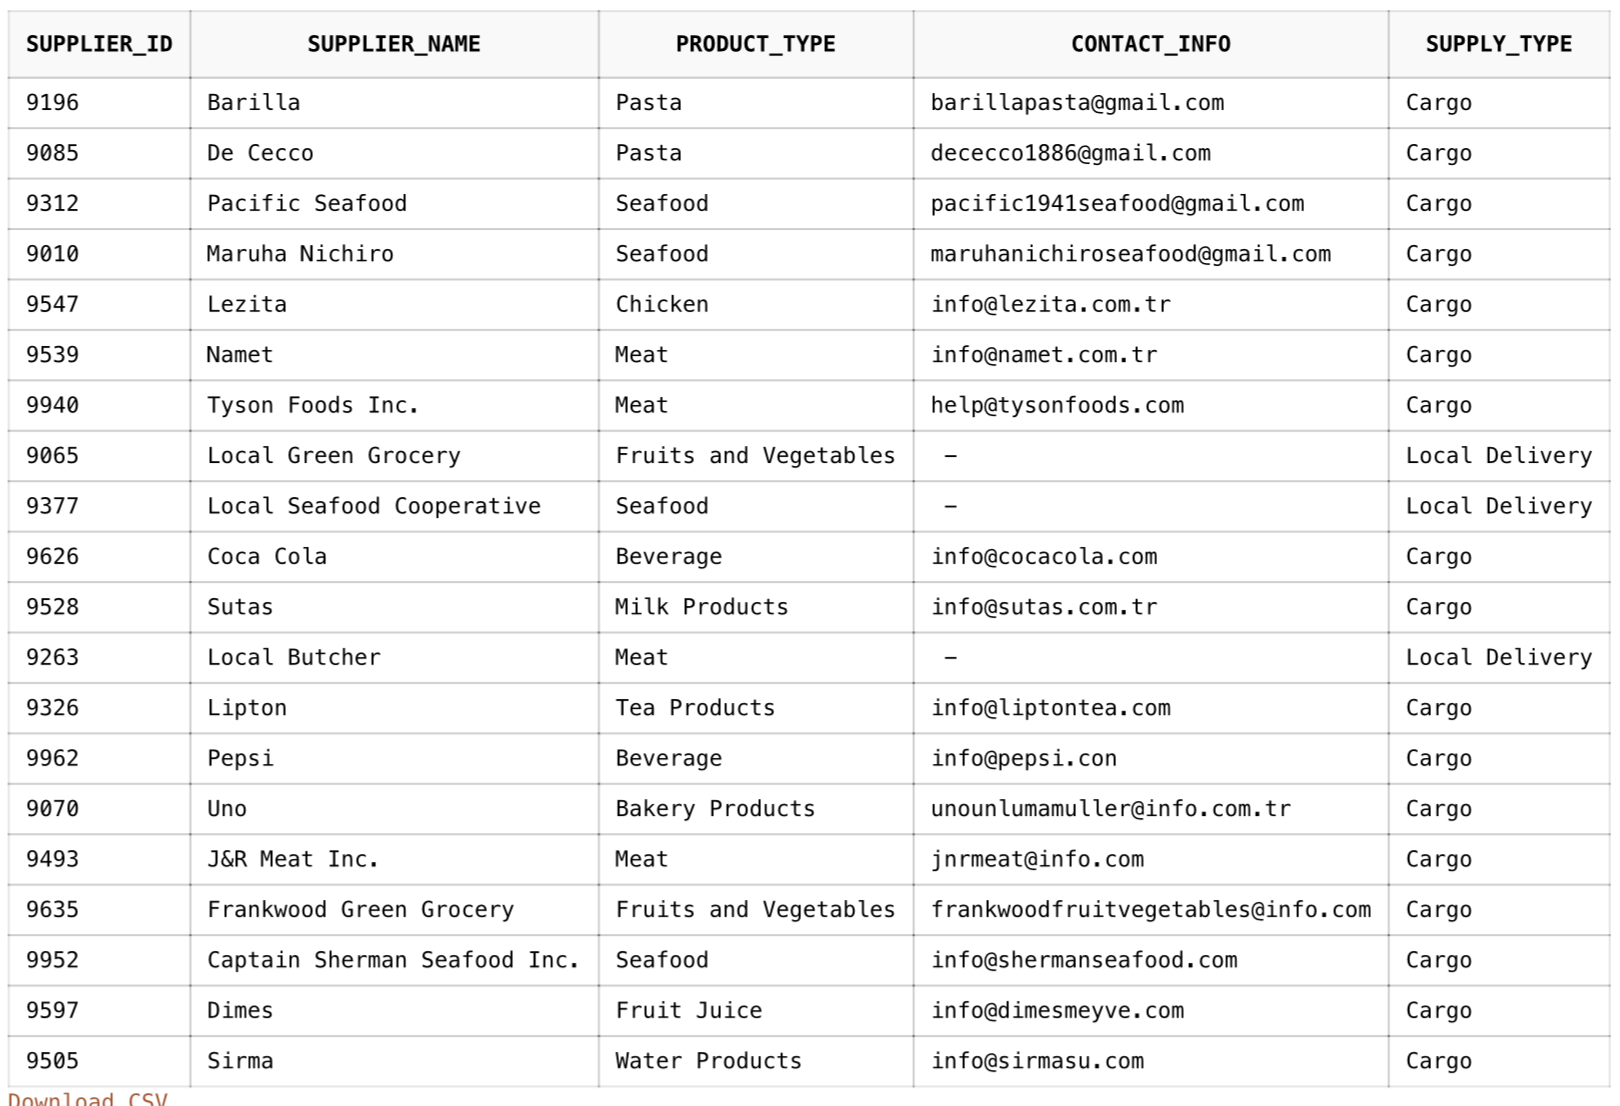 SUPPLIER_ID SUPPLIER_NAME PRODUCT_TYPE CONTACT_INFO SUPPLY_TYPE
9196 Barilla Pasta barillapasta@gmail.com Cargo
9085 De Cecco Pasta dececco1886@gmail.com Cargo
9312 Pacific Seafood Seafood pacific1941seafood@gmail.com Cargo
9010 Maruha Nichiro Seafood maruhanichiroseafood@gmail.com Cargo
9547 Lezita Chicken info@lezita.com.tr Cargo
9539 Namet Meat info@namet.com.tr Cargo
9940 Tyson Foods Inc. Meat help@tysonfoods.com Cargo
9065 Local Green Grocery Fruits and Vegetables - Local Delivery
9377 Local Seafood Cooperative Seafood - Local Delivery
9626 Coca Cola Beverage info@cocacola.com Cargo
9528 Sutas Milk Products info@sutas.com.tr Cargo
9263 Local Butcher Meat - Local Delivery
9326 Lipton Tea Products info@liptontea.com Cargo
9962 Pepsi Beverage info@pepsi.con Cargo
9070 Uno Bakery Products unounlumamuller@info.com.tr Cargo
9493 J&R Meat Inc. Meat jnrmeat@info.com Cargo
9635 Frankwood Green Grocery Fruits and Vegetables frankwoodfruitvegetables@info.com Cargo
9952 Captain Sherman Seafood Inc. Seafood info@shermanseafood.com Cargo
9597 Dimes Fruit Juice info@dimesmeyve.com Cargo
9505 Sirma Water Products info@sirmasu.com Cargo
Download CSV